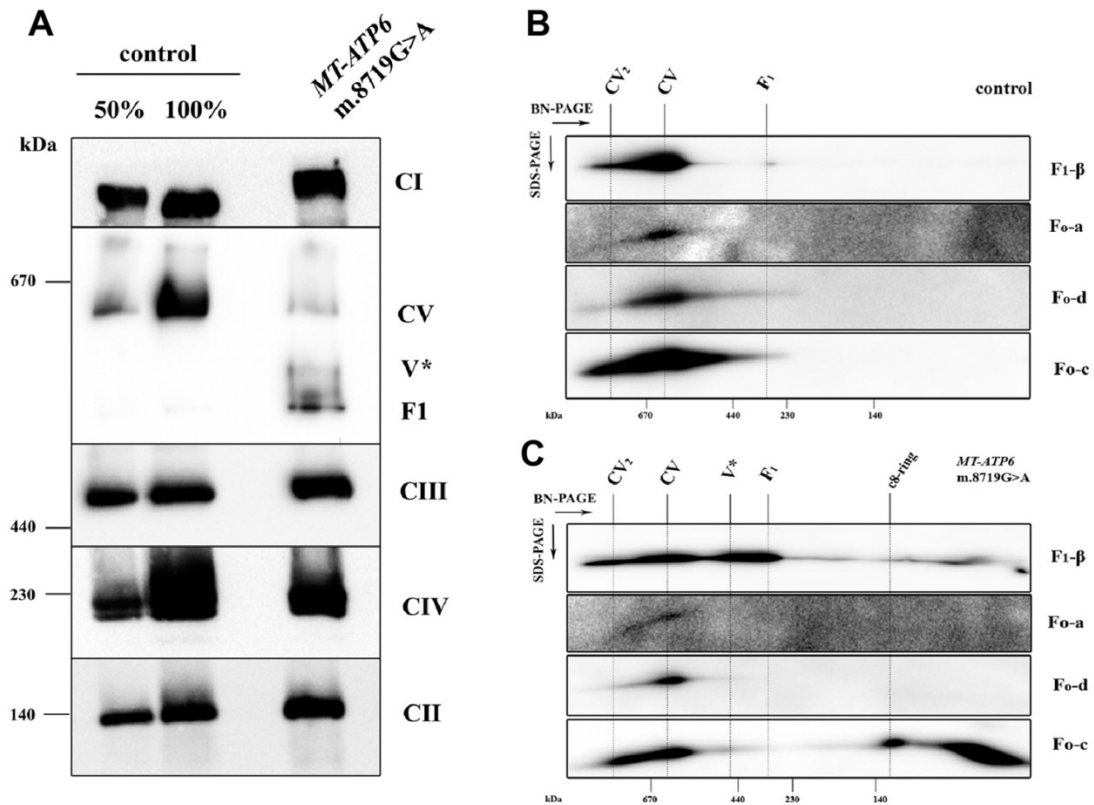 A
control
50% 100%
MT-ATP6
m.8719G>A
kDa
CI
670
CV
V*
F1
CIII
440
CIV
230
CII
140
B
CV₂ CV F₁
control
BN-PAGE
SDS-PAGE
F1-β
Fo-a
Fo-d
Fo-c
kDa 670 440 230 140
C
CV₂ CV V* F₁ c8-ring
MT-ATP6
m.8719G>A
BN-PAGE
SDS-PAGE
F1-β
Fo-a
Fo-d
Fo-c
kDa 670 440 230 140